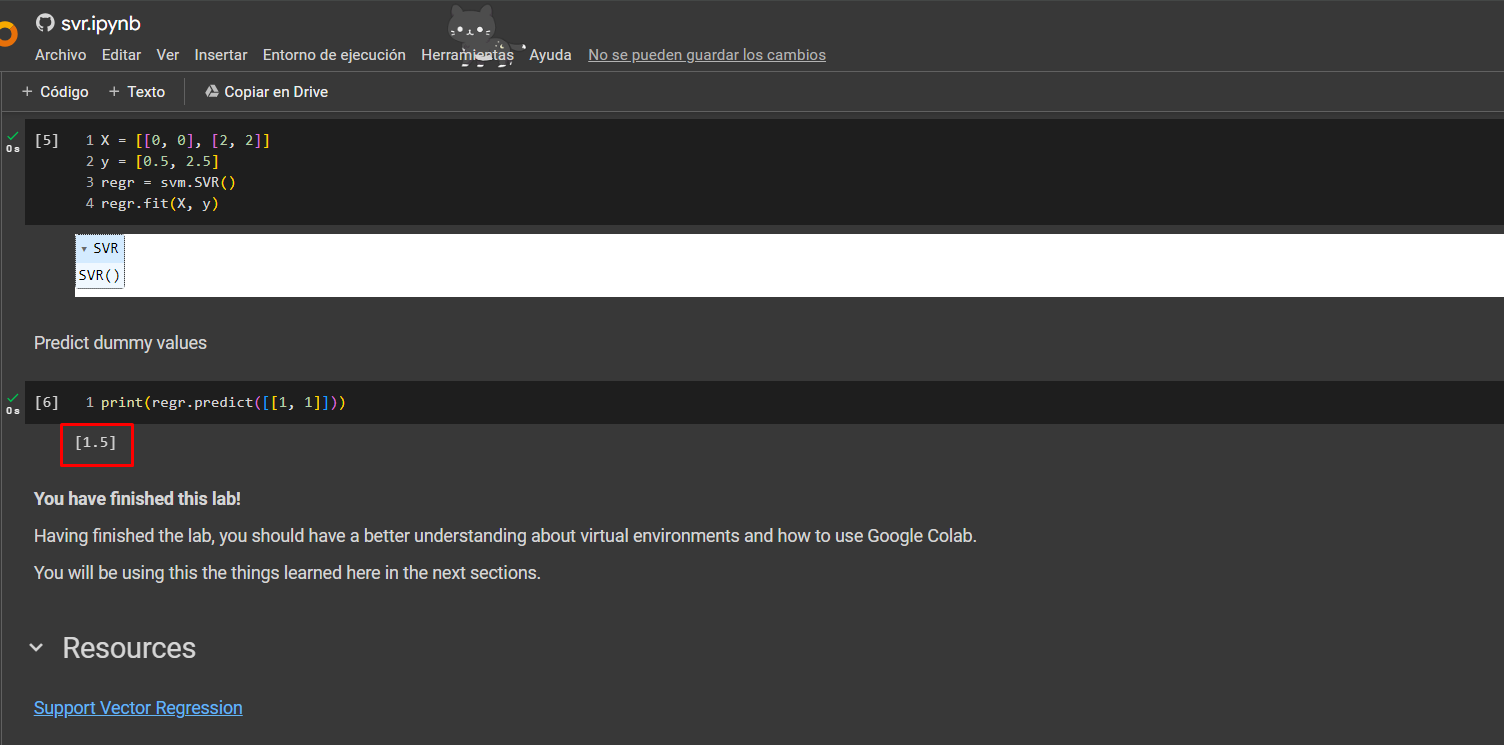 svr.ipynb
Archivo Editar Ver Insertar Entorno de ejecución Herramientas Ayuda No se pueden guardar los cambios
+ Código + Texto Copiar en Drive
[5] 1 X = [[0, 0], [2, 2]]
0 s 2 y = [0.5, 2.5]
3 regr = svm.SVR()
4 regr.fit(X, y)
▾ SVR
SVR()
Predict dummy values
[6] 1 print(regr.predict([[1, 1]]))
0 s
[1.5]
You have finished this lab!
Having finished the lab, you should have a better understanding about virtual environments and how to use Google Colab.
You will be using this the things learned here in the next sections.
Resources
Support Vector Regression